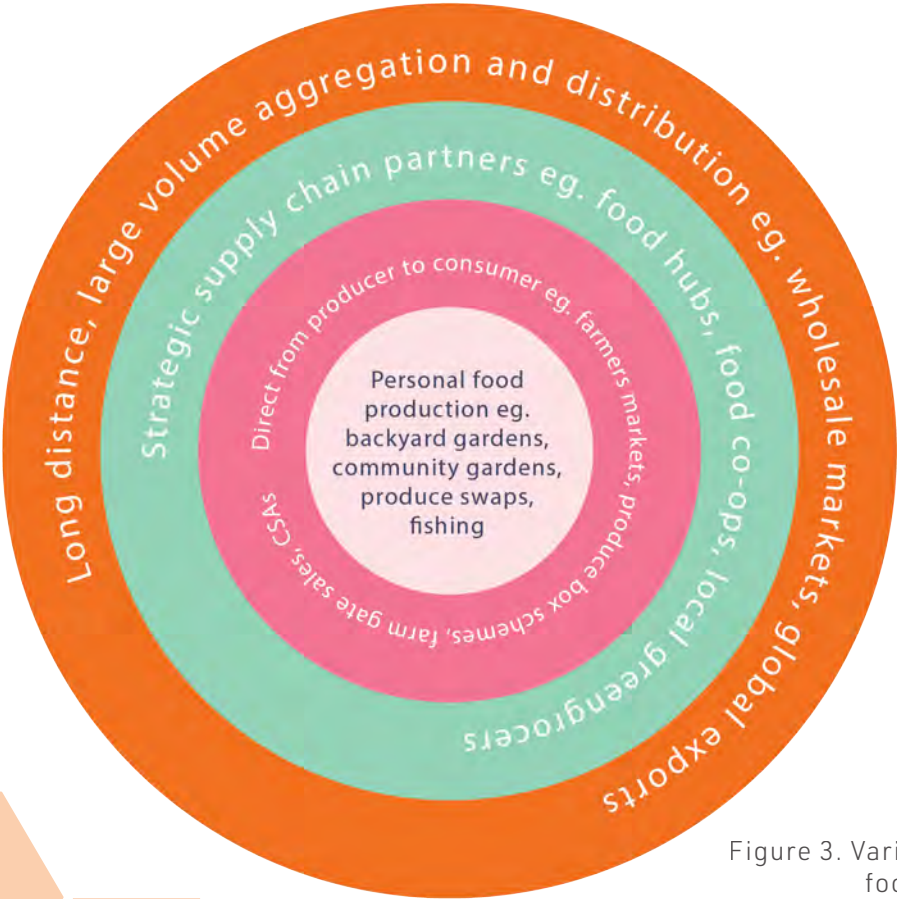 Long distance, large volume aggregation and distribution eg. wholesale markets, global exports
Strategic supply chain partners eg. food hubs, food co-ops, local greengrocers
Direct from producer to consumer eg. farmers markets, produce box schemes, farm gate sales, CSAs
Personal food
production eg.
backyard gardens,
community gardens,
produce swaps,
fishing
Figure 3.